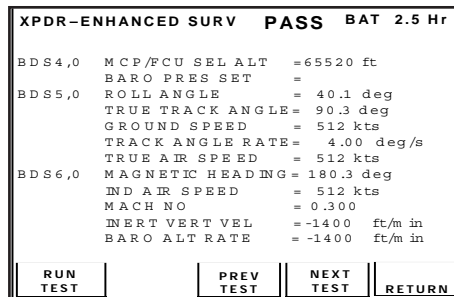 XPDR–ENHANCED SURV PASS BAT 2.5 Hr
BDS4,0 MCP/FCU SEL ALT =65520 ft
BARO PRES SET =
BDS5,0 ROLL ANGLE = 40.1 deg
TRUE TRACK ANGLE= 90.3 deg
GROUND SPEED = 512 kts
TRACK ANGLE RATE= 4.00 deg/s
TRUE AIR SPEED = 512 kts
BDS6,0 MAGNETIC HEADING= 180.3 deg
IND AIR SPEED = 512 kts
MACH NO = 0.300
INERT VERT VEL =-1400 ft/min
BARO ALT RATE = -1400 ft/min
RUN TEST
PREV TEST
NEXT TEST
RETURN